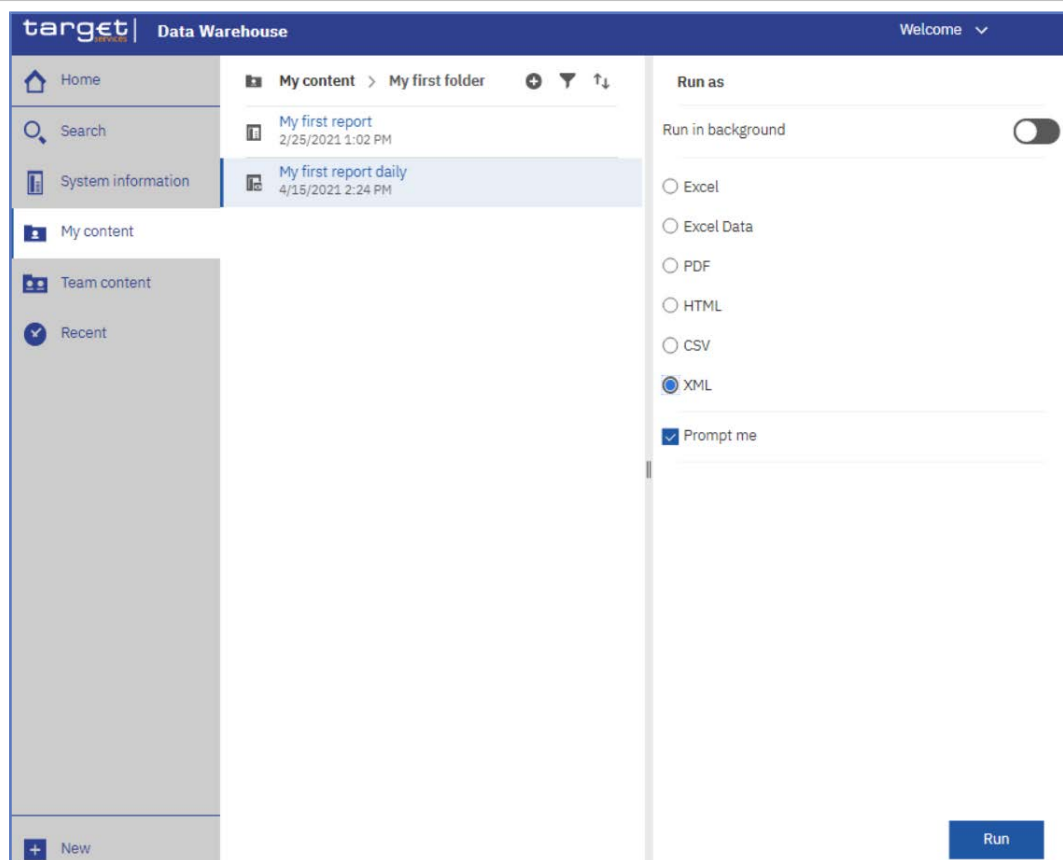 target services | Data Warehouse
Welcome
Home
Search
System information
My content
Team content
Recent
New
My content > My first folder
My first report
2/25/2021 1:02 PM
My first report daily
4/15/2021 2:24 PM
Run as
Run in background
Excel
Excel Data
PDF
HTML
CSV
XML
Prompt me
Run